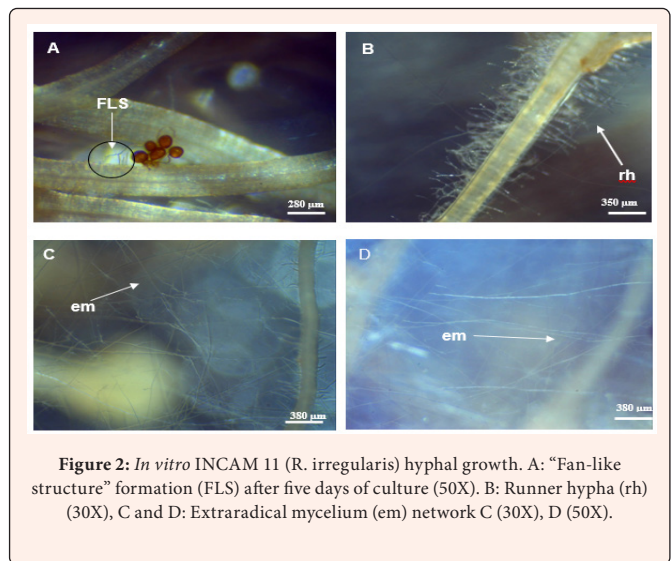 A
FLS
280 µm
B
rh
350 µm
C
em
380 µm
D
em
380 µm
Figure 2: In vitro INCAM 11 (R. irregularis) hyphal growth. A: “Fan-like
structure” formation (FLS) after five days of culture (50X). B: Runner hypha (rh)
(30X), C and D: Extraradical mycelium (em) network C (30X), D (50X).